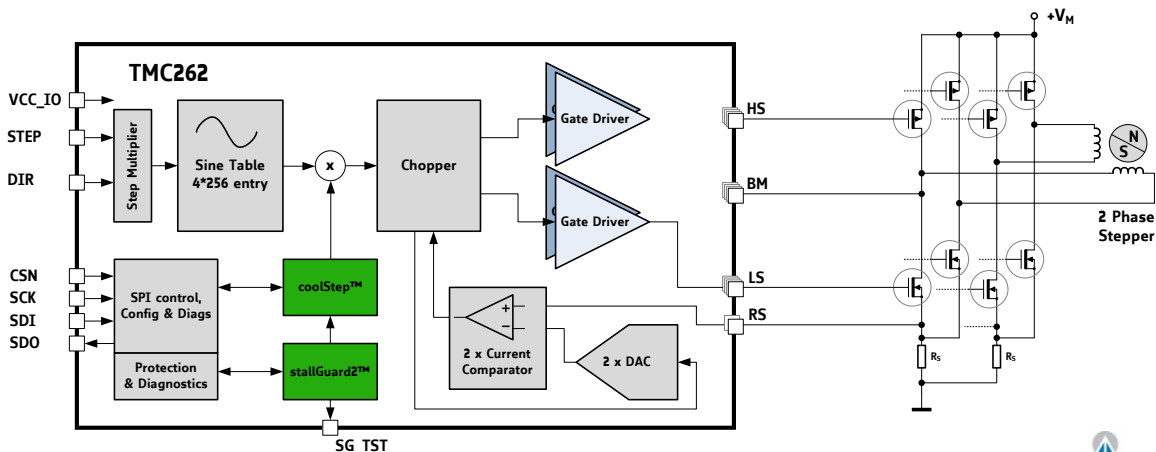 +VM
TMC262
VCC_IO
STEP
DIR
Step Multiplier
Sine Table
4*256 entry
x
Chopper
Gate Driver
Gate Driver
HS
BM
LS
RS
N
S
2 Phase
Stepper
CSN
SCK
SDI
SDO
SPI control,
Config & Diags
Protection
& Diagnostics
coolStep™
stallGuard2™
+
−
2 x Current
Comparator
2 x DAC
RS
RS
SG_TST